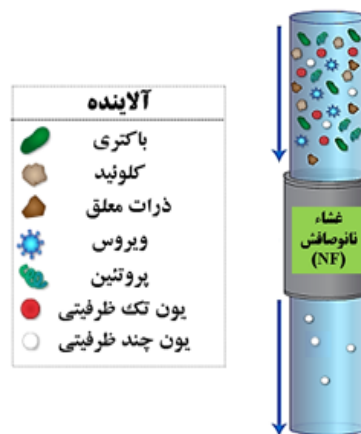 آلاینده
باکتری
کلوئید
ذرات معلق
ویروس
پروتئین
یون تک ظرفیتی
یون چند ظرفیتی
غشاء
نانوصافش
(NF)